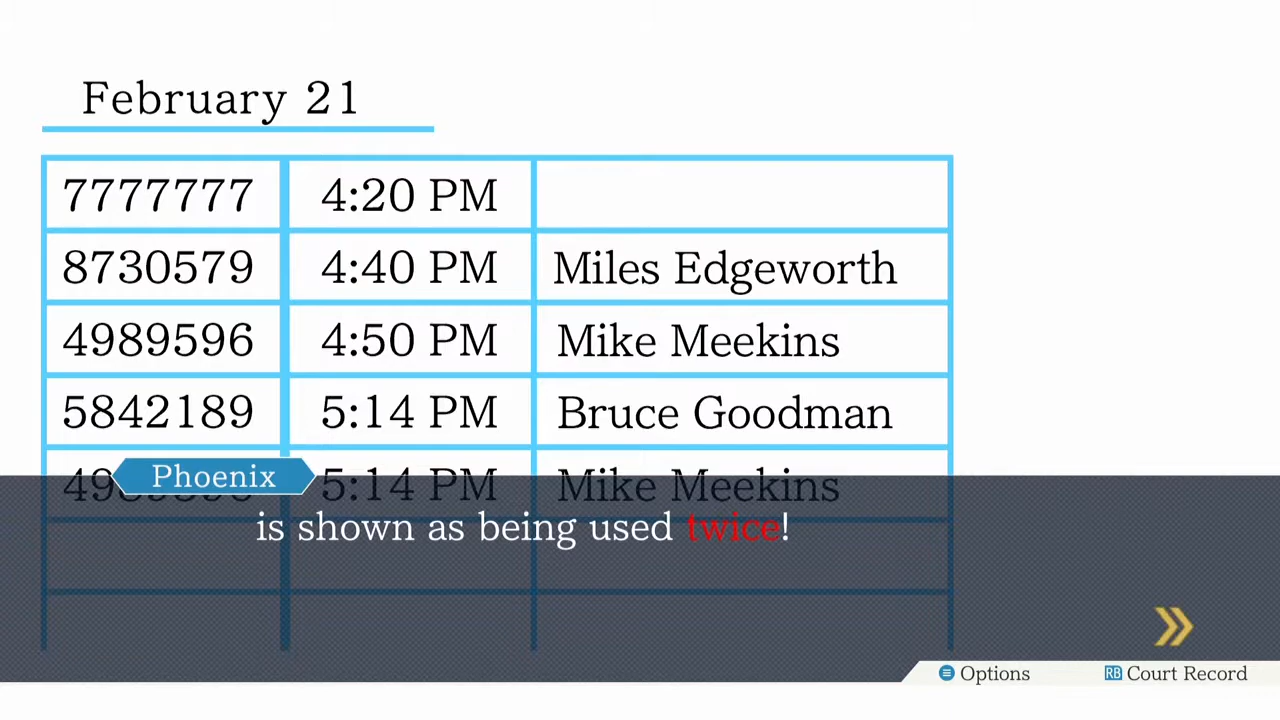 February 21
7777777 4:20 PM
8730579 4:40 PM Miles Edgeworth
4989596 4:50 PM Mike Meekins
5842189 5:14 PM Bruce Goodman
4989596 5:14 PM Mike Meekins
Phoenix
is shown as being used twice!
Options RB Court Record